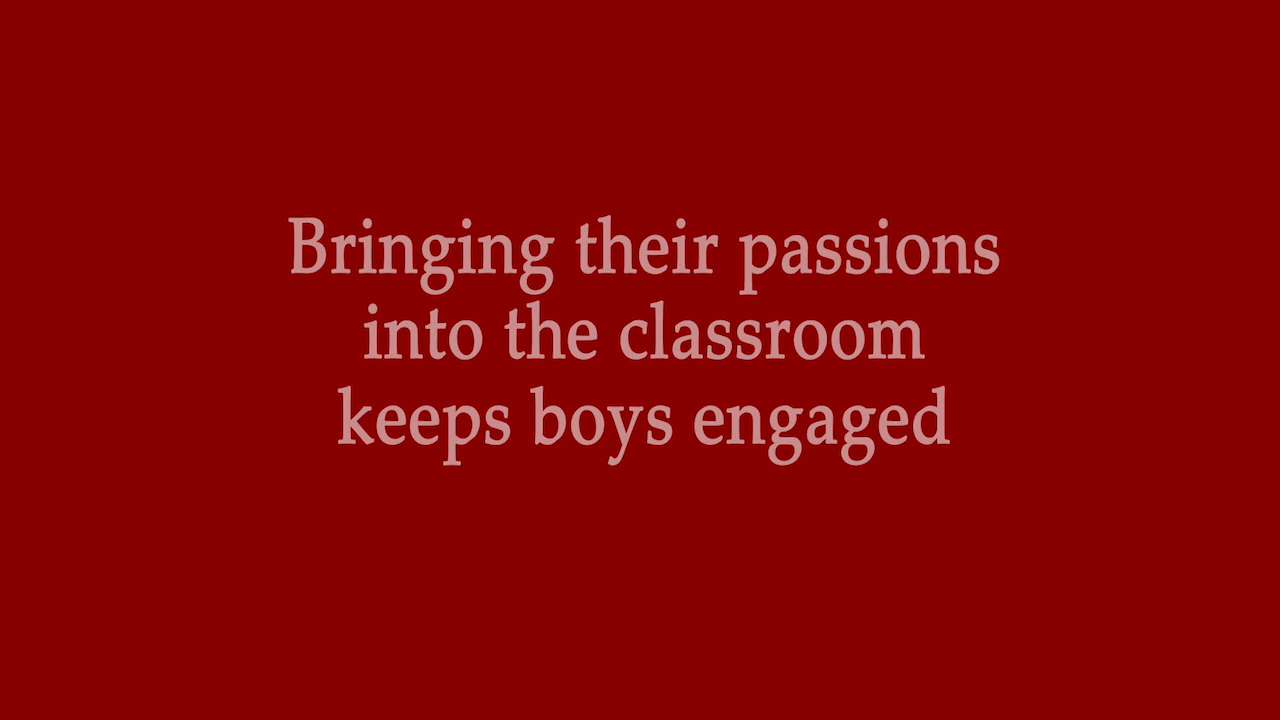 Bringing their passions
into the classroom
keeps boys engaged